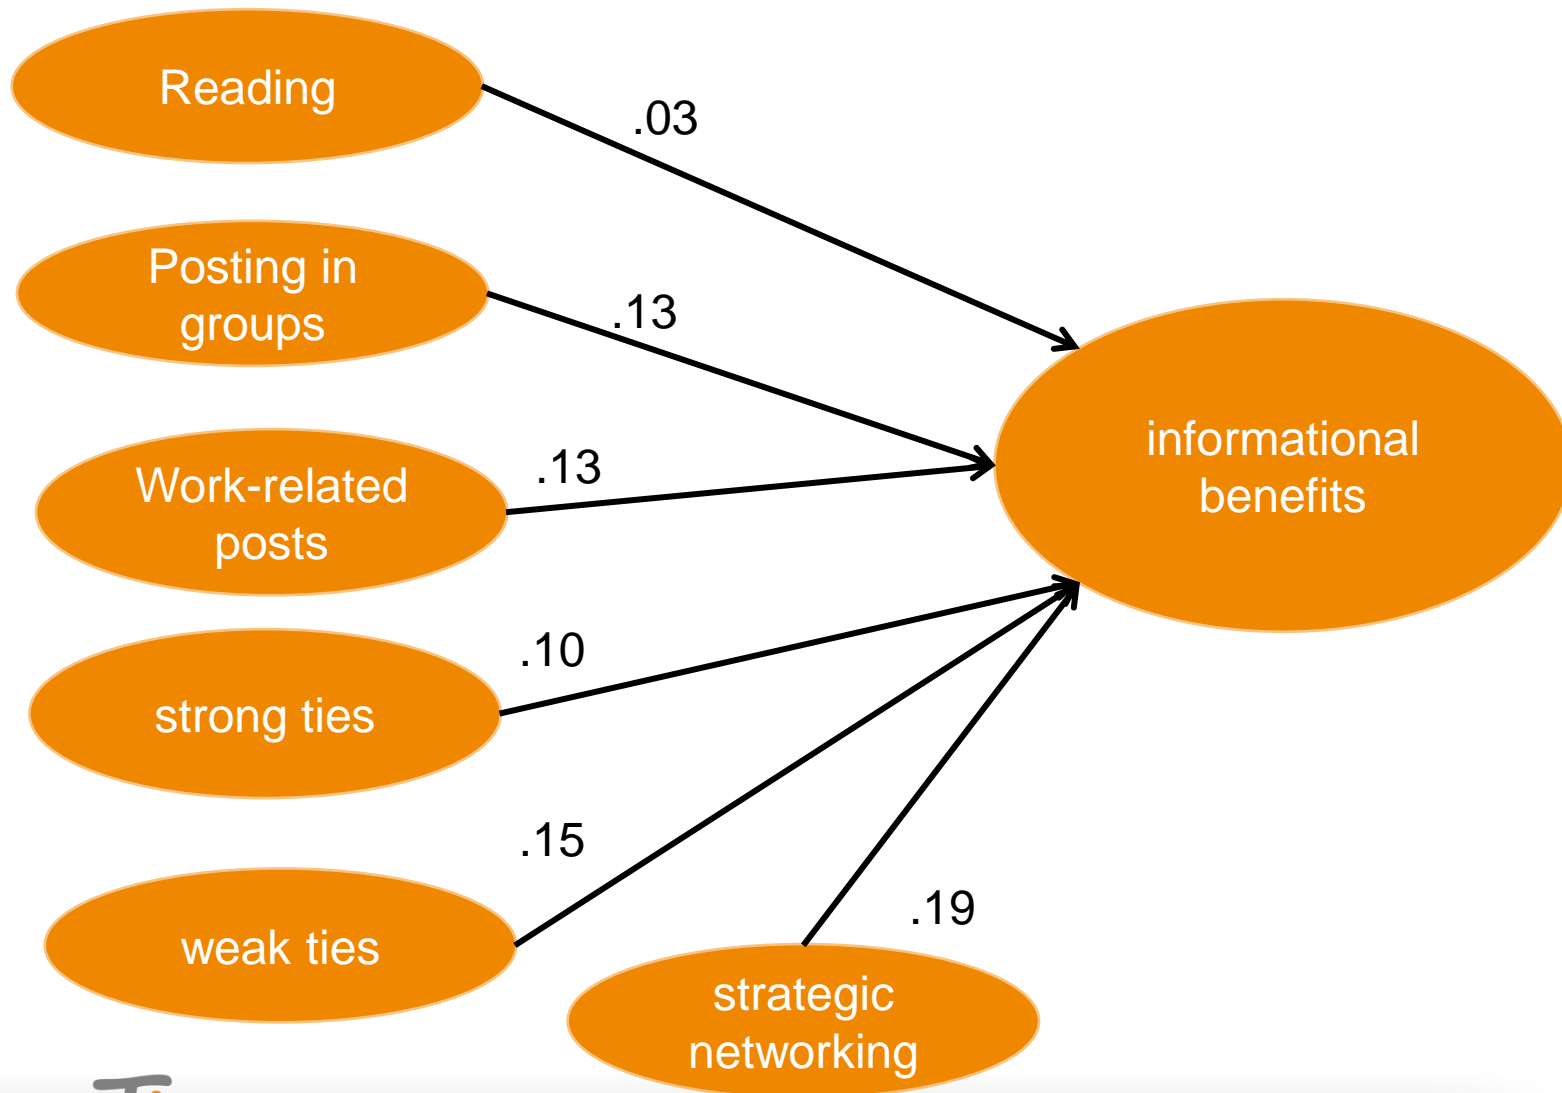 Reading
.03
Posting in
groups
.13
Work-related
posts
.13
informational
benefits
strong ties
.10
weak ties
.15
strategic
networking
.19